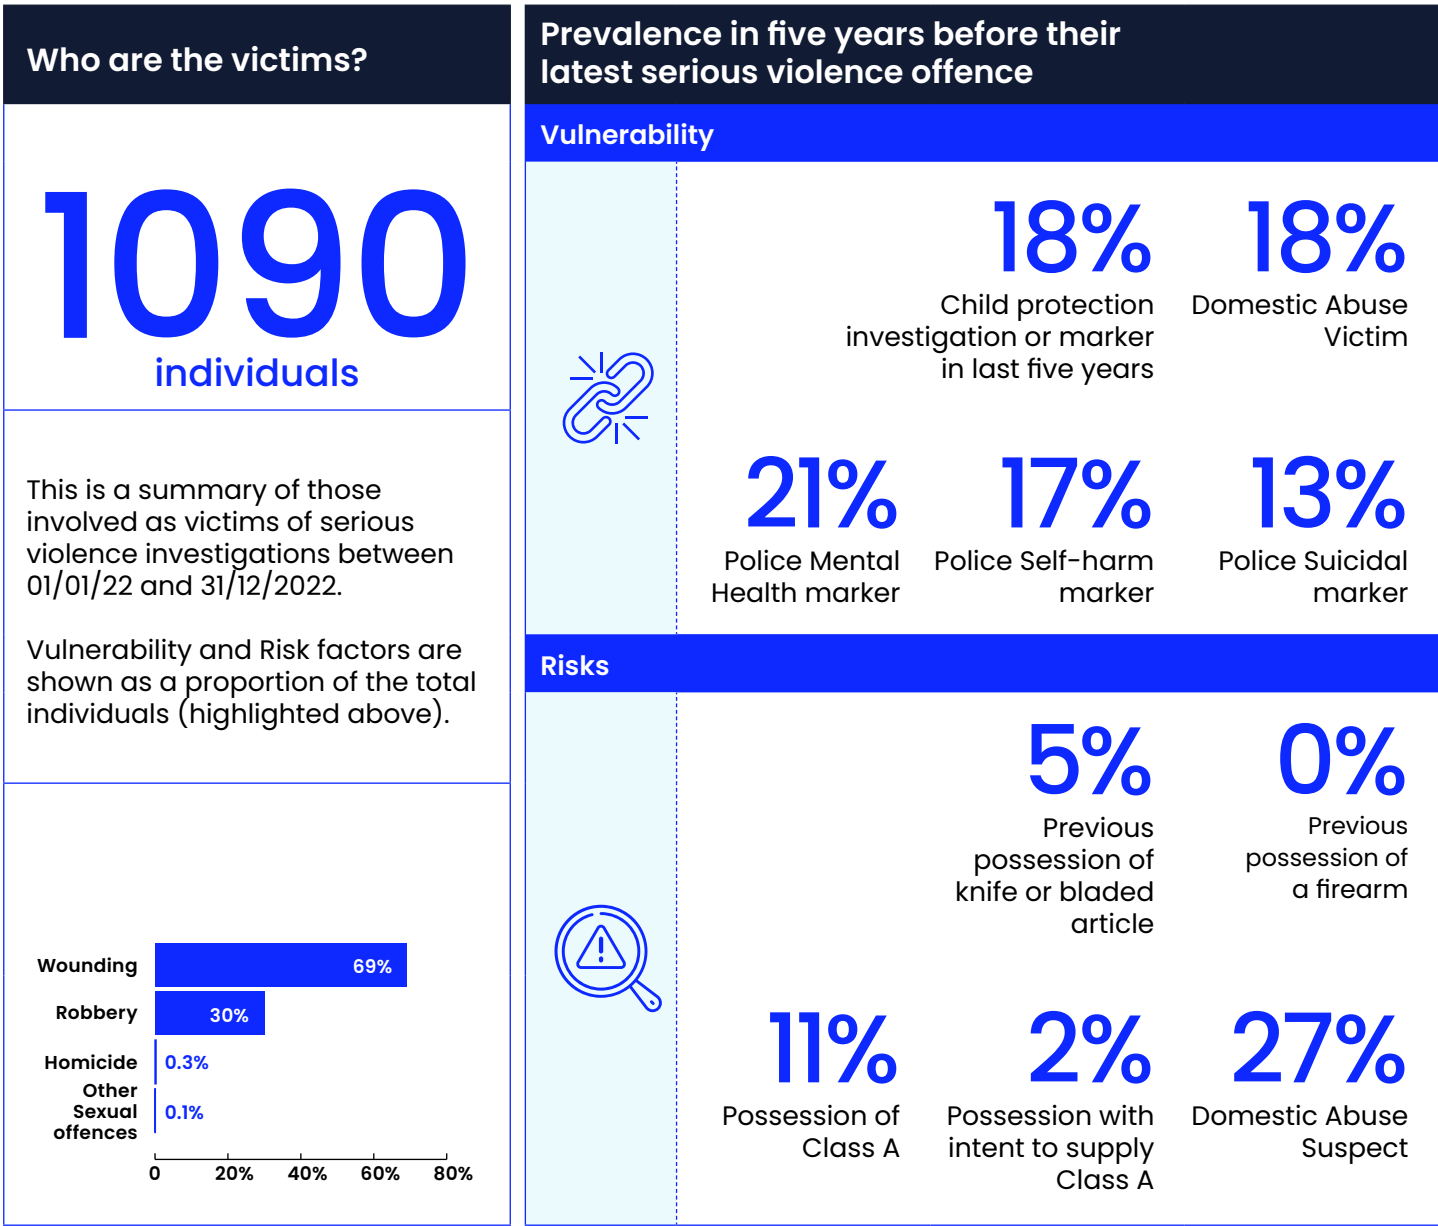 Who are the victims?
1090
individuals
This is a summary of those
involved as victims of serious
violence investigations between
01/01/22 and 31/12/2022.
Vulnerability and Risk factors are
shown as a proportion of the total
individuals (highlighted above).
Wounding
69%
Robbery
30%
Homicide
0.3%
Other
Sexual
offences
0.1%
0
20%
40%
60%
80%
Prevalence in five years before their
latest serious violence offence
Vulnerability
18%
Child protection
investigation or marker
in last five years
18%
Domestic Abuse
Victim
21%
Police Mental
Health marker
17%
Police Self-harm
marker
13%
Police Suicidal
marker
Risks
5%
Previous
possession of
knife or bladed
article
0%
Previous
possession of
a firearm
11%
Possession of
Class A
2%
Possession with
intent to supply
Class A
27%
Domestic Abuse
Suspect